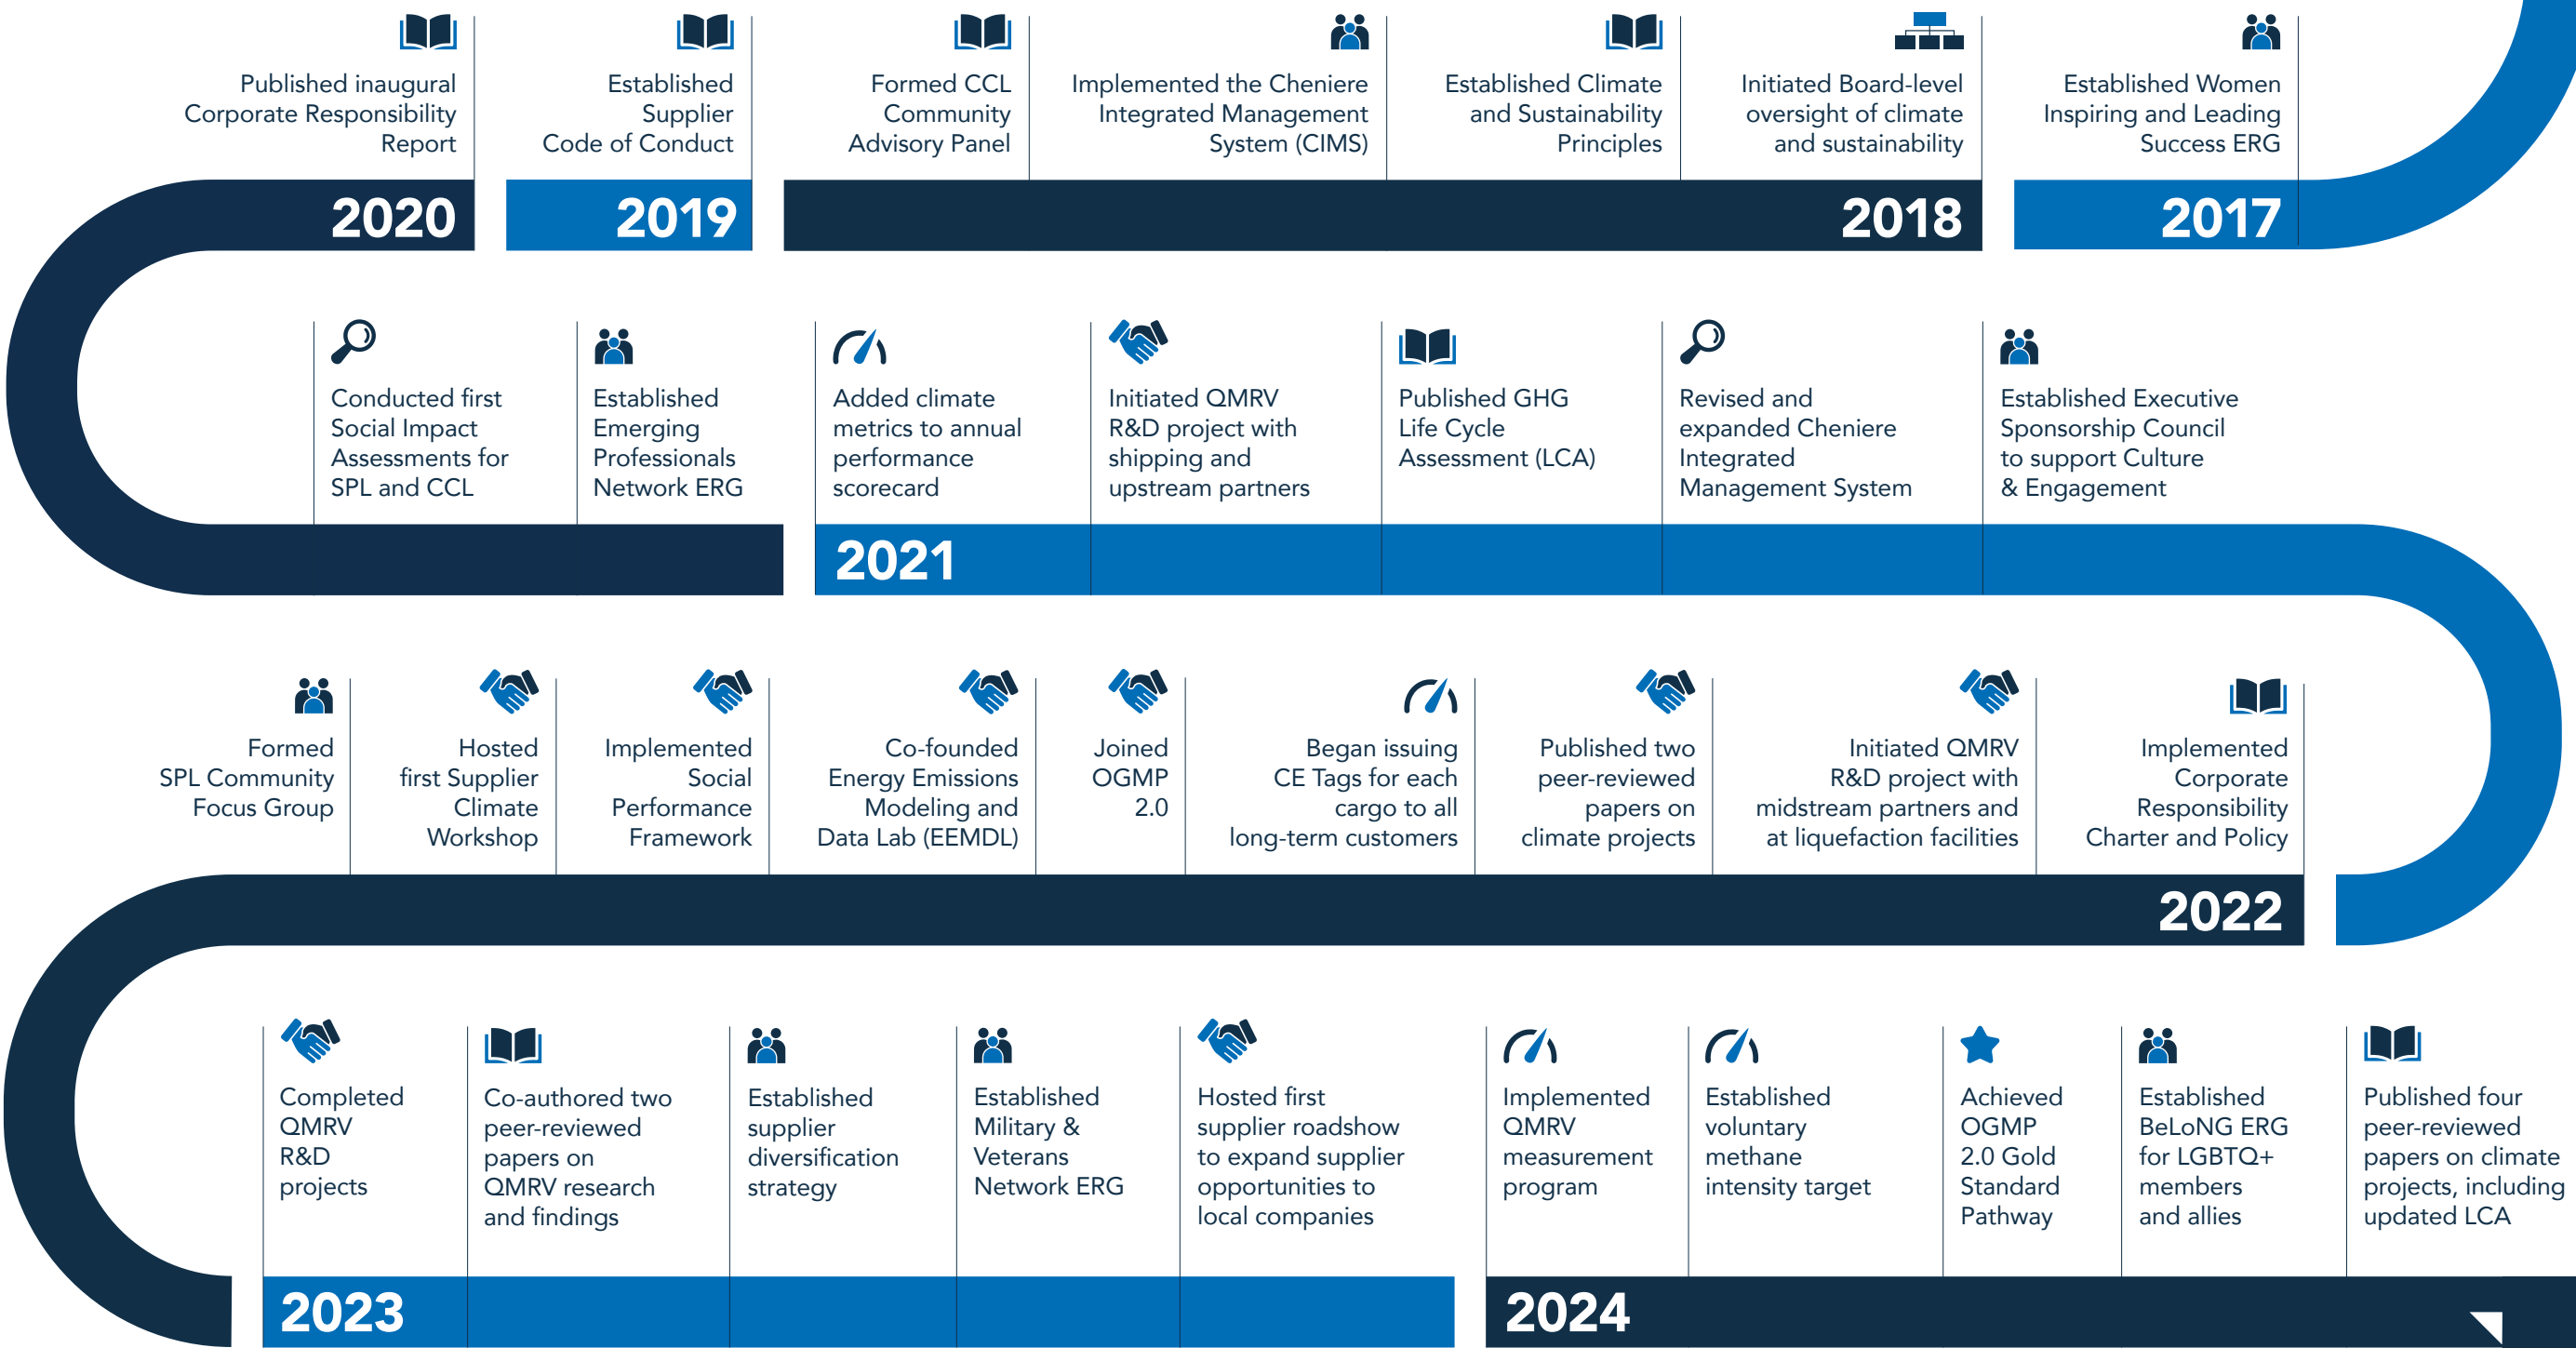 Published inaugural
Corporate Responsibility
Report
Established
Supplier
Code of Conduct
Formed CCL
Community
Advisory Panel
Implemented the Cheniere
Integrated Management
System (CIMS)
Established Climate
and Sustainability
Principles
Initiated Board-level
oversight of climate
and sustainability
Established Women
Inspiring and Leading
Success ERG
2020
2019
2018
2017
Conducted first
Social Impact
Assessments for
SPL and CCL
Established
Emerging
Professionals
Network ERG
Added climate
metrics to annual
performance
scorecard
Initiated QMRV
R&D project with
shipping and
upstream partners
Published GHG
Life Cycle
Assessment (LCA)
Revised and
expanded Cheniere
Integrated
Management System
Established Executive
Sponsorship Council
to support Culture
& Engagement
2021
Formed
SPL Community
Focus Group
Hosted
first Supplier
Climate
Workshop
Implemented
Social
Performance
Framework
Co-founded
Energy Emissions
Modeling and
Data Lab (EEMDL)
Joined
OGMP
2.0
Began issuing
CE Tags for each
cargo to all
long-term customers
Published two
peer-reviewed
papers on
climate projects
Initiated QMRV
R&D project with
midstream partners and
at liquefaction facilities
Implemented
Corporate
Responsibility
Charter and Policy
2022
Completed
QMRV
R&D
projects
Co-authored two
peer-reviewed
papers on
QMRV research
and findings
Established
supplier
diversification
strategy
Established
Military &
Veterans
Network ERG
Hosted first
supplier roadshow
to expand supplier
opportunities to
local companies
Implemented
QMRV
measurement
program
Established
voluntary
methane
intensity target
Achieved
OGMP
2.0 Gold
Standard
Pathway
Established
BeLoNG ERG
for LGBTQ+
members
and allies
Published four
peer-reviewed
papers on climate
projects, including
updated LCA
2023
2024